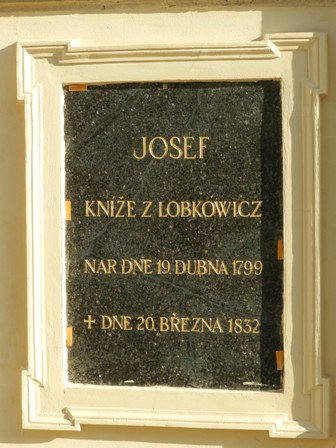 JOSEF
KNÍŽE Z LOBKOWICZ
NAR DNE 19. DUBNA 1799
+ DNE 20. BŘEZNA 1832